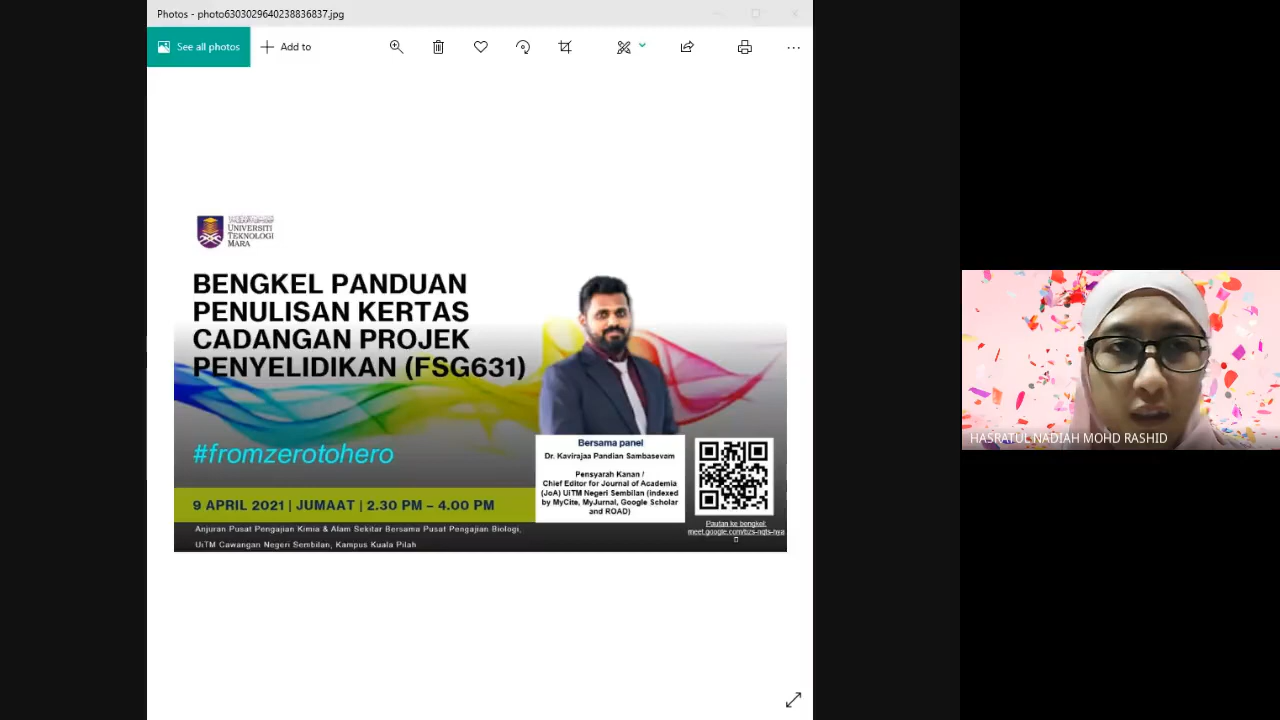 Photos - photo6303029640238836837.jpg
See all photos
Add to
UNIVERSITI
TEKNOLOGI
MARA
BENGKEL PANDUAN
PENULISAN KERTAS
CADANGAN PROJEK
PENYELIDIKAN (FSG631)
#fromzerotohero
9 APRIL 2021 | JUMAAT | 2.30 PM – 4.00 PM
Anjuran Pusat Pengajian Kimia & Alam Sekitar Bersama Pusat Pengajian Biologi,
UiTM Cawangan Negeri Sembilan, Kampus Kuala Pilah
Bersama panel
Dr. Kavirajaa Pandian Sambasevam
Pensyarah Kanan /
Chief Editor for Journal of Academia
(JoA) UiTM Negeri Sembilan (indexed
by MyCite, MyJurnal, Google Scholar
and ROAD)
Pautan ke bengkel:
HASRATUL NADIAH MOHD RASHID